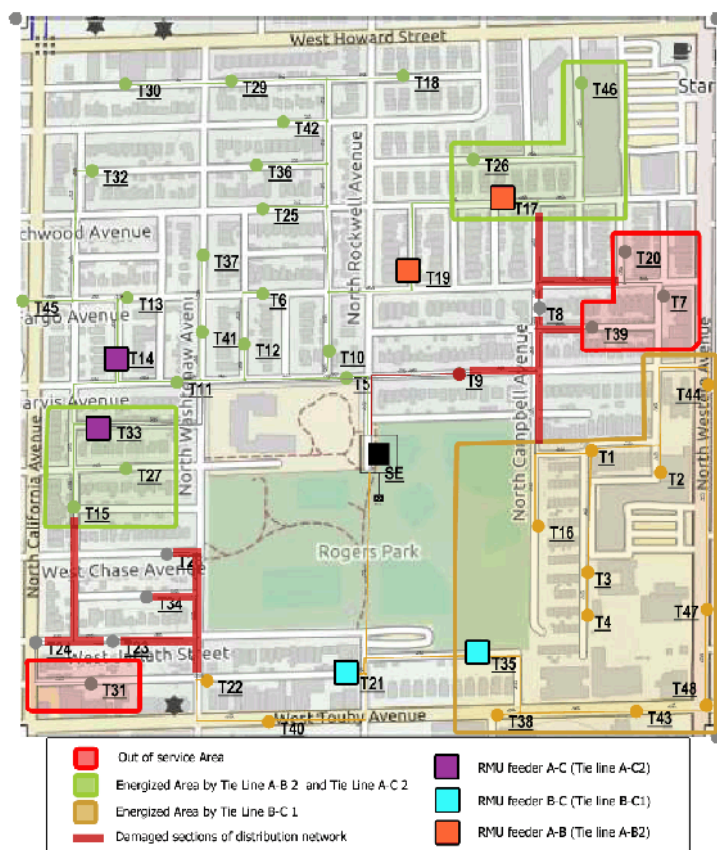 West Howard Street
Star
T46
T30
T29
T18
T42
T26
T32
T36
T17
T25
chwood Avenue
North Rockwell Avenue
T37
T20
T19
T7
T45
T13
T6
T8
Fargo Avenue
T39
T41
T12
T14
T10
T11
T5
T9
T44
arvis Avenue
North Washtenaw Avenue
North Campbell Avenue
North Western Avenue
North California Avenue
T33
T27
SE
T1
T2
T15
T16
Rogers Park
West Chase Avenue
T3
T34
T4
T47
T24
T23
T35
T31
T22
T21
T48
T40
West Touhy Avenue
T38
T43
Out of service Area
RMU feeder A-C (Tie line A-C2)
Energized Area by Tie Line A-B 2 and Tie Line A-C 2
RMU feeder B-C (Tie line B-C1)
Energized Area by Tie Line B-C 1
Damaged sections of distribution network
RMU feeder A-B (Tie line A-B2)